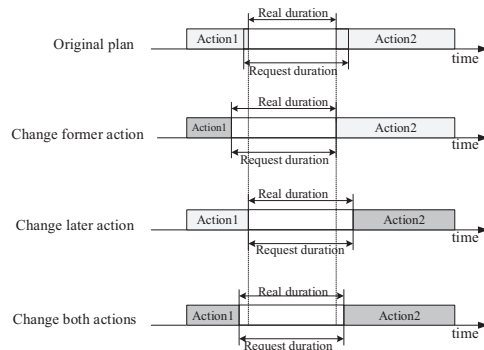 Real duration
Original plan
Action1
Action2
Request duration
time
Real duration
Change former action
Action1
Action2
Request duration
time
Real duration
Change later action
Action1
Action2
Request duration
time
Real duration
Change both actions
Action1
Action2
Request duration
time